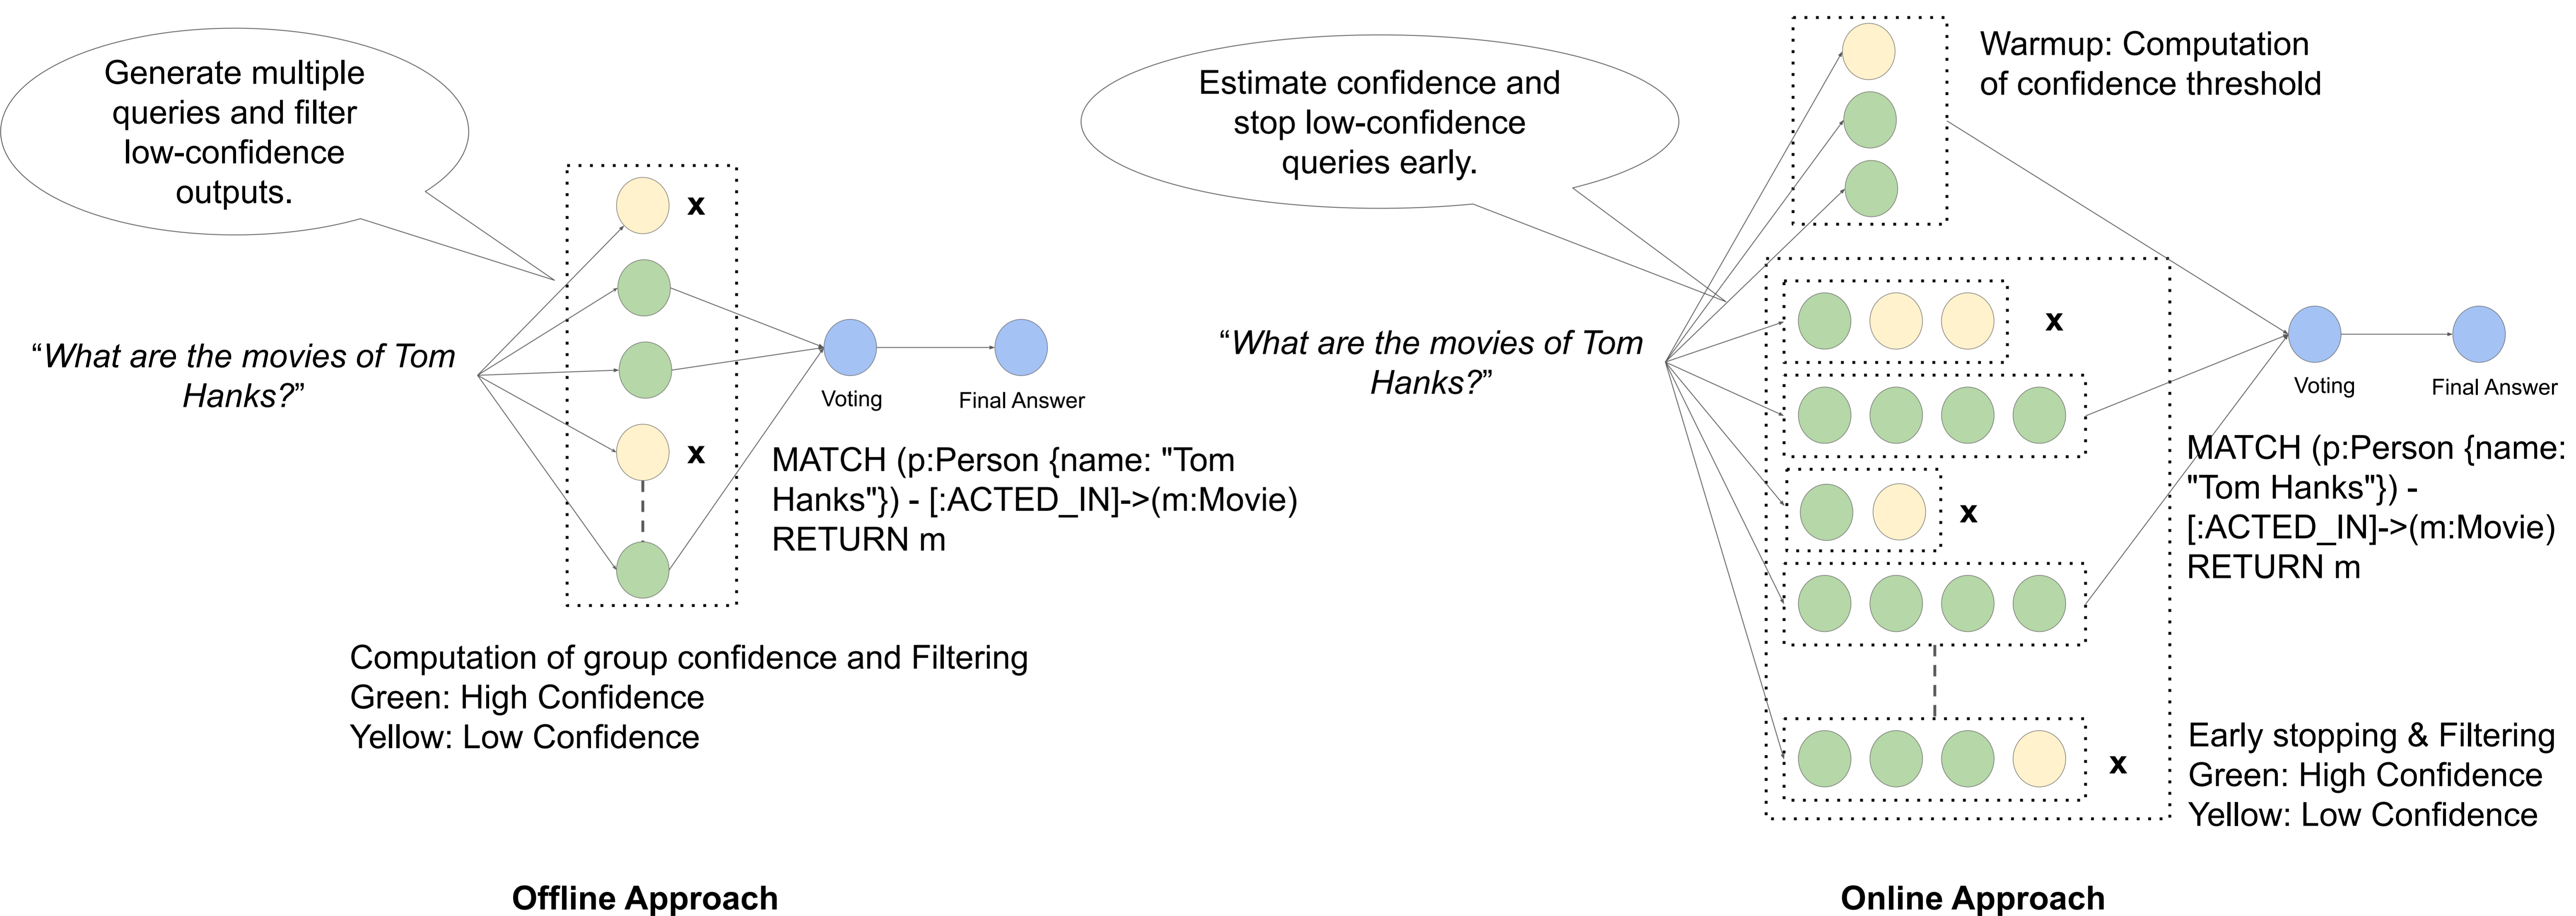 Generate multiple
queries and filter
low-confidence
outputs.
x
x
“What are the movies of Tom
Hanks?”
Voting
Final Answer
MATCH (p:Person {name: "Tom
Hanks"}) - [:ACTED_IN]->(m:Movie)
RETURN m
Computation of group confidence and Filtering
Green: High Confidence
Yellow: Low Confidence
Offline Approach
Estimate confidence and
stop low-confidence
queries early.
Warmup: Computation
of confidence threshold
“What are the movies of Tom
Hanks?”
x
x
x
Voting
Final Answer
MATCH (p:Person {name:
"Tom Hanks"}) -
[:ACTED_IN]->(m:Movie)
RETURN m
Early stopping & Filtering
Green: High Confidence
Yellow: Low Confidence
Online Approach